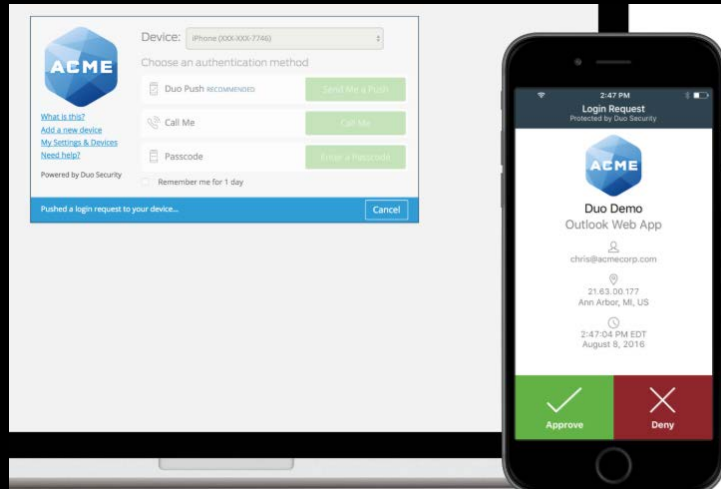 Device: iPhone (XXX-XXX-7746)
ACME
Choose an authentication method
Duo Push RECOMMENDED Send Me a Push
What is this?
Add a new device
My Settings & Devices
Need help?
Call Me Call Me
Powered by Duo Security
Passcode Enter a Passcode
Remember me for 1 day
Pushed a login request to your device... Cancel
2:47 PM
Login Request
Protected by Duo Security
ACME
Duo Demo
Outlook Web App
chris@acmecorp.com
21.63.00.177
Ann Arbor, MI, US
2:47:04 PM EDT
August 8, 2016
Approve Deny